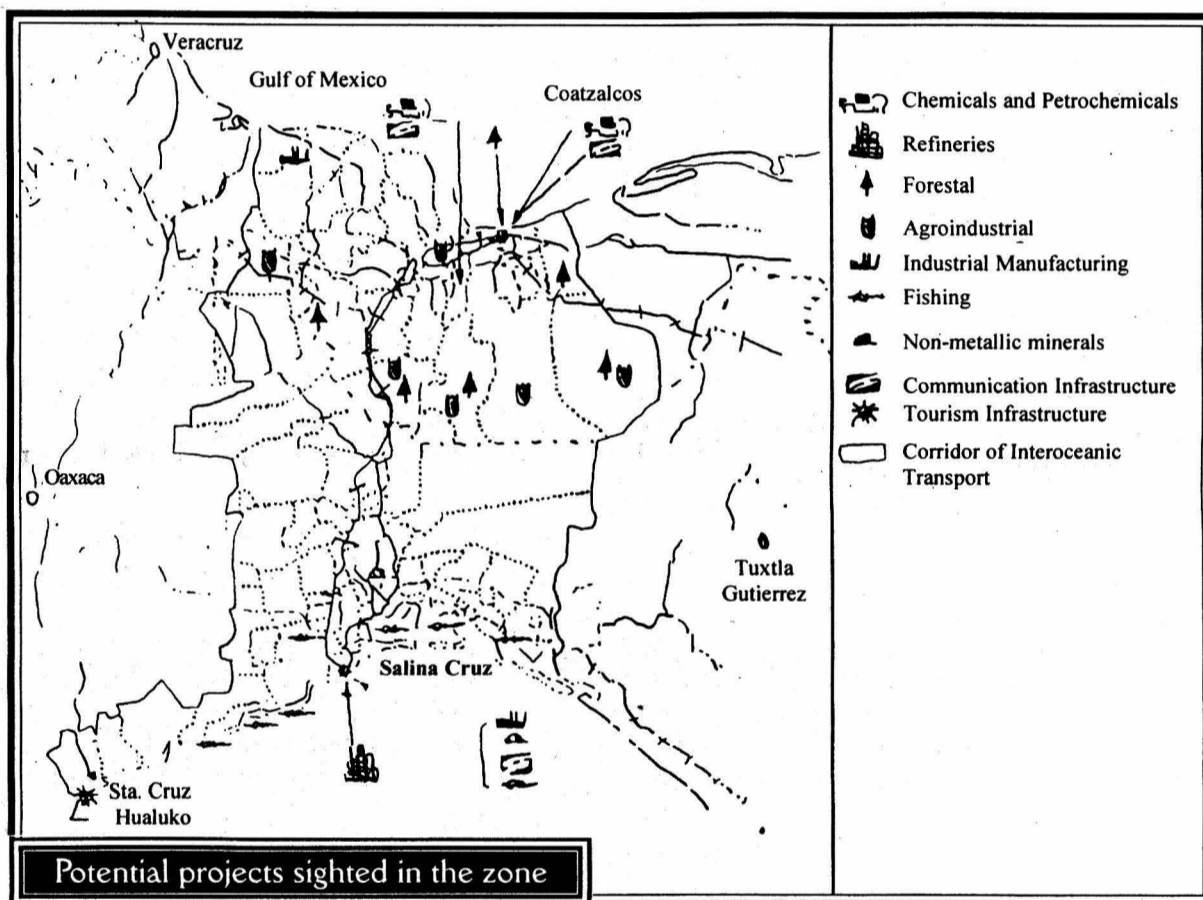 Veracruz
Gulf of Mexico
Coatzalcos
Oaxaca
Tuxtla
Gutierrez
Salina Cruz
Sta. Cruz
Hualuko
Potential projects sighted in the zone
Chemicals and Petrochemicals
Refineries
Forestal
Agroindustrial
Industrial Manufacturing
Fishing
Non-metallic minerals
Communication Infrastructure
Tourism Infrastructure
Corridor of Interoceanic
Transport